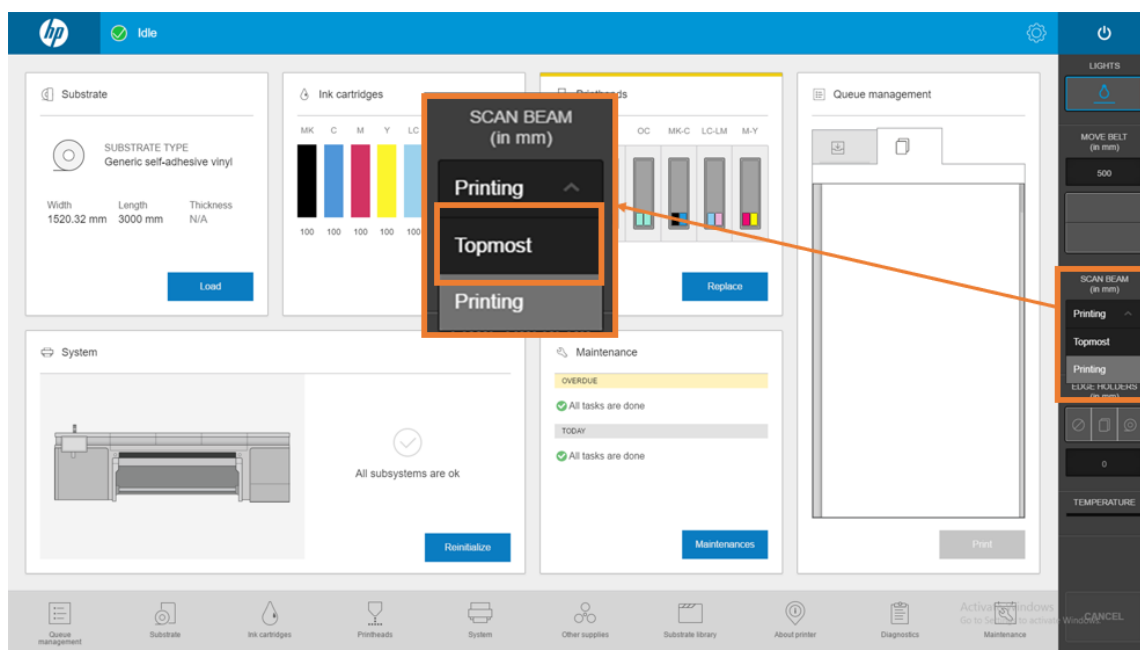 hp
Idle
Substrate
SUBSTRATE TYPE
Generic self-adhesive vinyl
Width
Length
Thickness
1520.32 mm
3000 mm
N/A
Load
Ink cartridges
MK C M Y LC
100 100 100 100 100
SCAN BEAM
(in mm)
Printing
Topmost
Printing
OC MK-C LC-LM M-Y
Replace
Queue management
Print
System
All subsystems are ok
Reinitialize
Maintenance
OVERDUE
All tasks are done
TODAY
All tasks are done
Maintenances
LIGHTS
MOVE BELT
(in mm)
500
SCAN BEAM
(in mm)
Printing
Topmost
Printing
EDGE HOLDERS
(in mm)
0
TEMPERATURE
CANCEL
Queue
management
Substrate
Ink cartridges
Printheads
System
Other supplies
Substrate library
About printer
Diagnostics
Maintenance